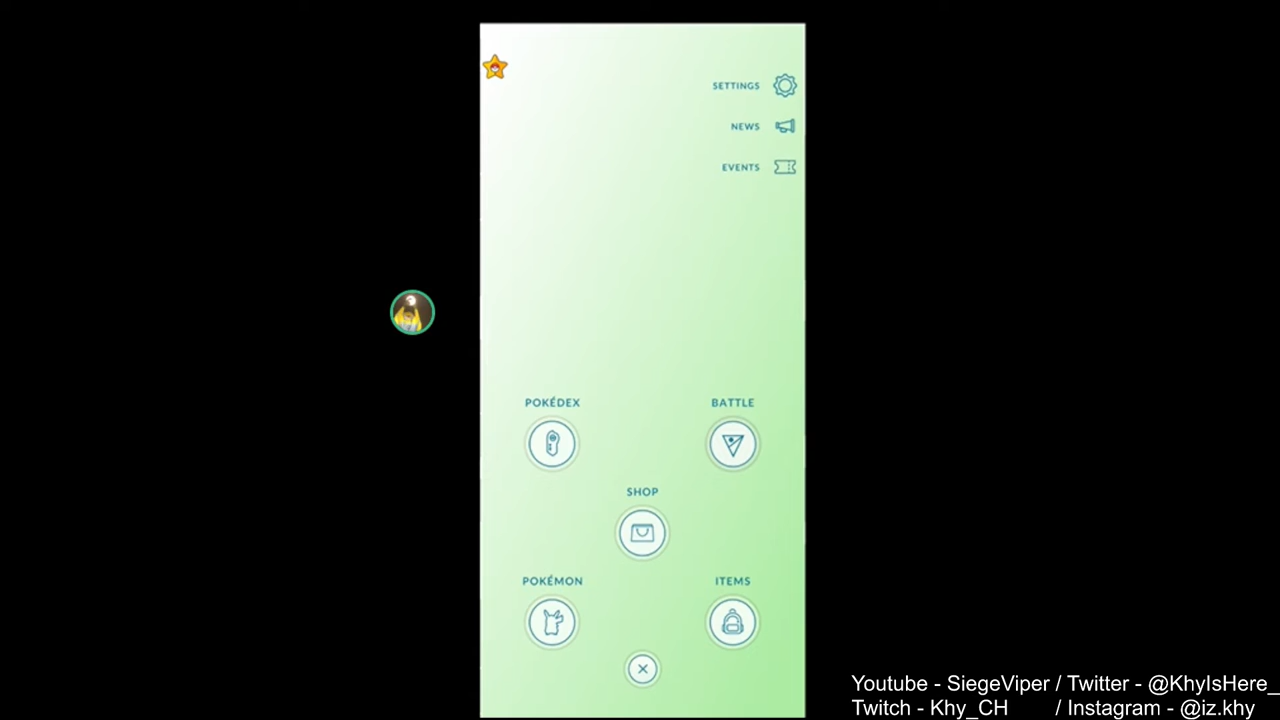 SETTINGS
NEWS
EVENTS
POKÉDEX
BATTLE
SHOP
POKÉMON
ITEMS
Youtube - SiegeViper / Twitter - @KhyIsHere_
Twitch - Khy_CH / Instagram - @iz.khy